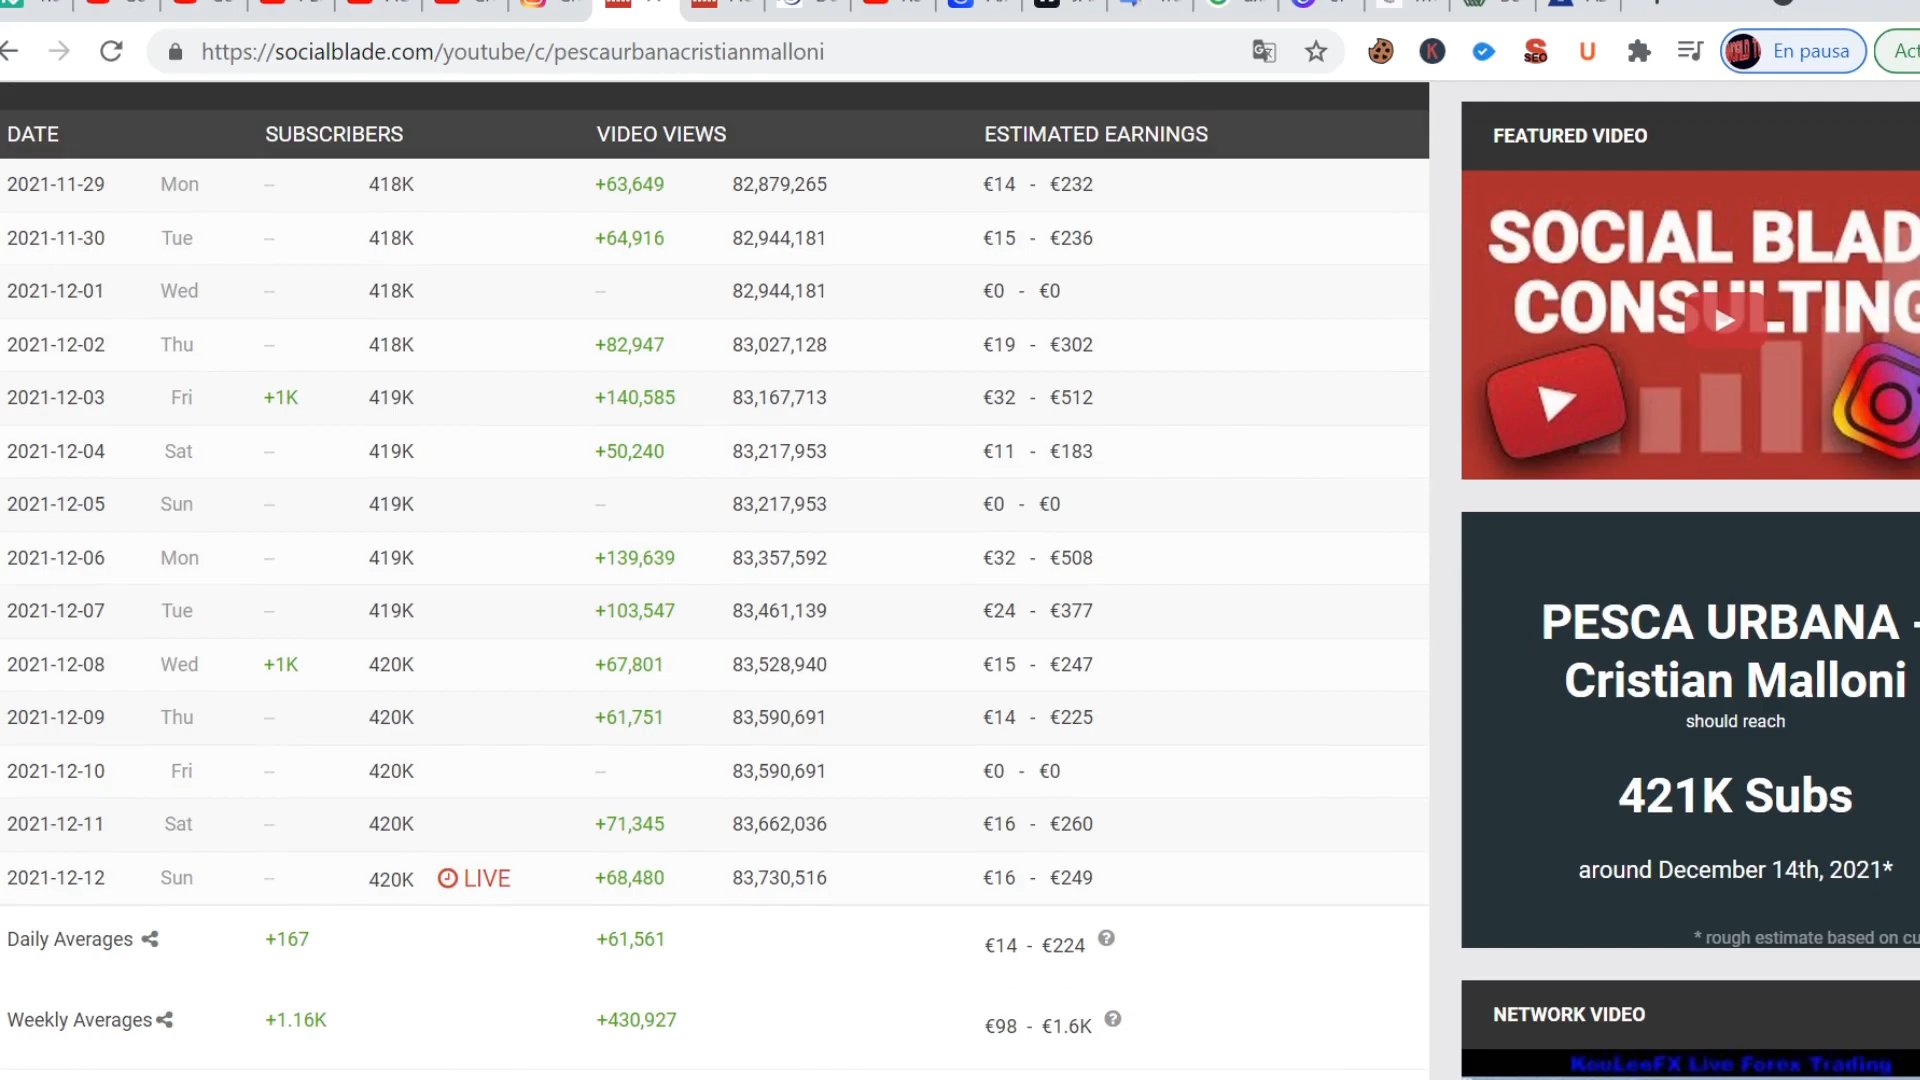 https://socialblade.com/youtube/c/pescaurbanacristianmalloni
SEO
K
U
En pausa
DATE SUBSCRIBERS VIDEO VIEWS ESTIMATED EARNINGS
2021-11-29 Mon – 418K +63,649 82,879,265 €14 - €232
2021-11-30 Tue – 418K +64,916 82,944,181 €15 - €236
2021-12-01 Wed – 418K – 82,944,181 €0 - €0
2021-12-02 Thu – 418K +82,947 83,027,128 €19 - €302
2021-12-03 Fri +1K 419K +140,585 83,167,713 €32 - €512
2021-12-04 Sat – 419K +50,240 83,217,953 €11 - €183
2021-12-05 Sun – 419K – 83,217,953 €0 - €0
2021-12-06 Mon – 419K +139,639 83,357,592 €32 - €508
2021-12-07 Tue – 419K +103,547 83,461,139 €24 - €377
2021-12-08 Wed +1K 420K +67,801 83,528,940 €15 - €247
2021-12-09 Thu – 420K +61,751 83,590,691 €14 - €225
2021-12-10 Fri – 420K – 83,590,691 €0 - €0
2021-12-11 Sat – 420K +71,345 83,662,036 €16 - €260
2021-12-12 Sun – 420K LIVE +68,480 83,730,516 €16 - €249
Daily Averages +167 +61,561 €14 - €224 ?
Weekly Averages +1.16K +430,927 €98 - €1.6K ?
FEATURED VIDEO
SOCIAL BLAD
CONSULTING
PESCA URBANA -
Cristian Malloni
should reach
421K Subs
around December 14th, 2021*
* rough estimate based on cu
NETWORK VIDEO
KouLeeFX Live Forex Trading